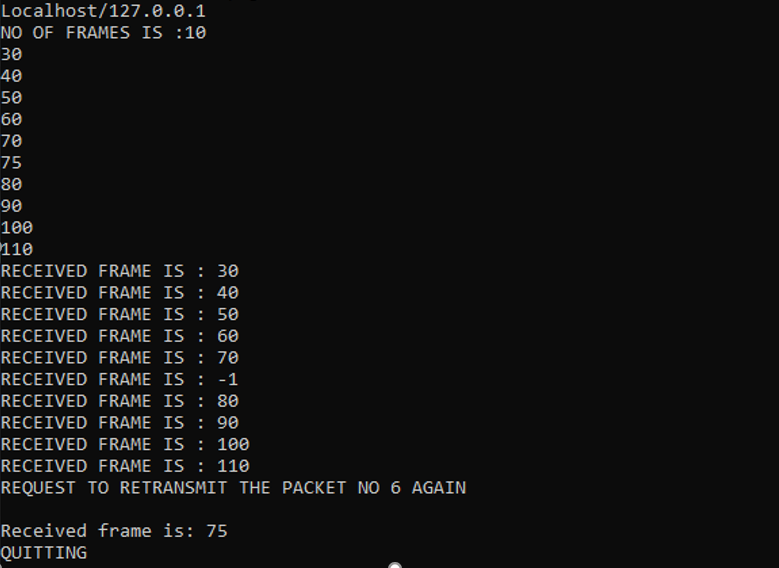 Localhost/127.0.0.1
NO OF FRAMES IS :10
30
40
50
60
70
75
80
90
100
110
RECEIVED FRAME IS : 30
RECEIVED FRAME IS : 40
RECEIVED FRAME IS : 50
RECEIVED FRAME IS : 60
RECEIVED FRAME IS : 70
RECEIVED FRAME IS : -1
RECEIVED FRAME IS : 80
RECEIVED FRAME IS : 90
RECEIVED FRAME IS : 100
RECEIVED FRAME IS : 110
REQUEST TO RETRANSMIT THE PACKET NO 6 AGAIN
Received frame is: 75
QUITTING